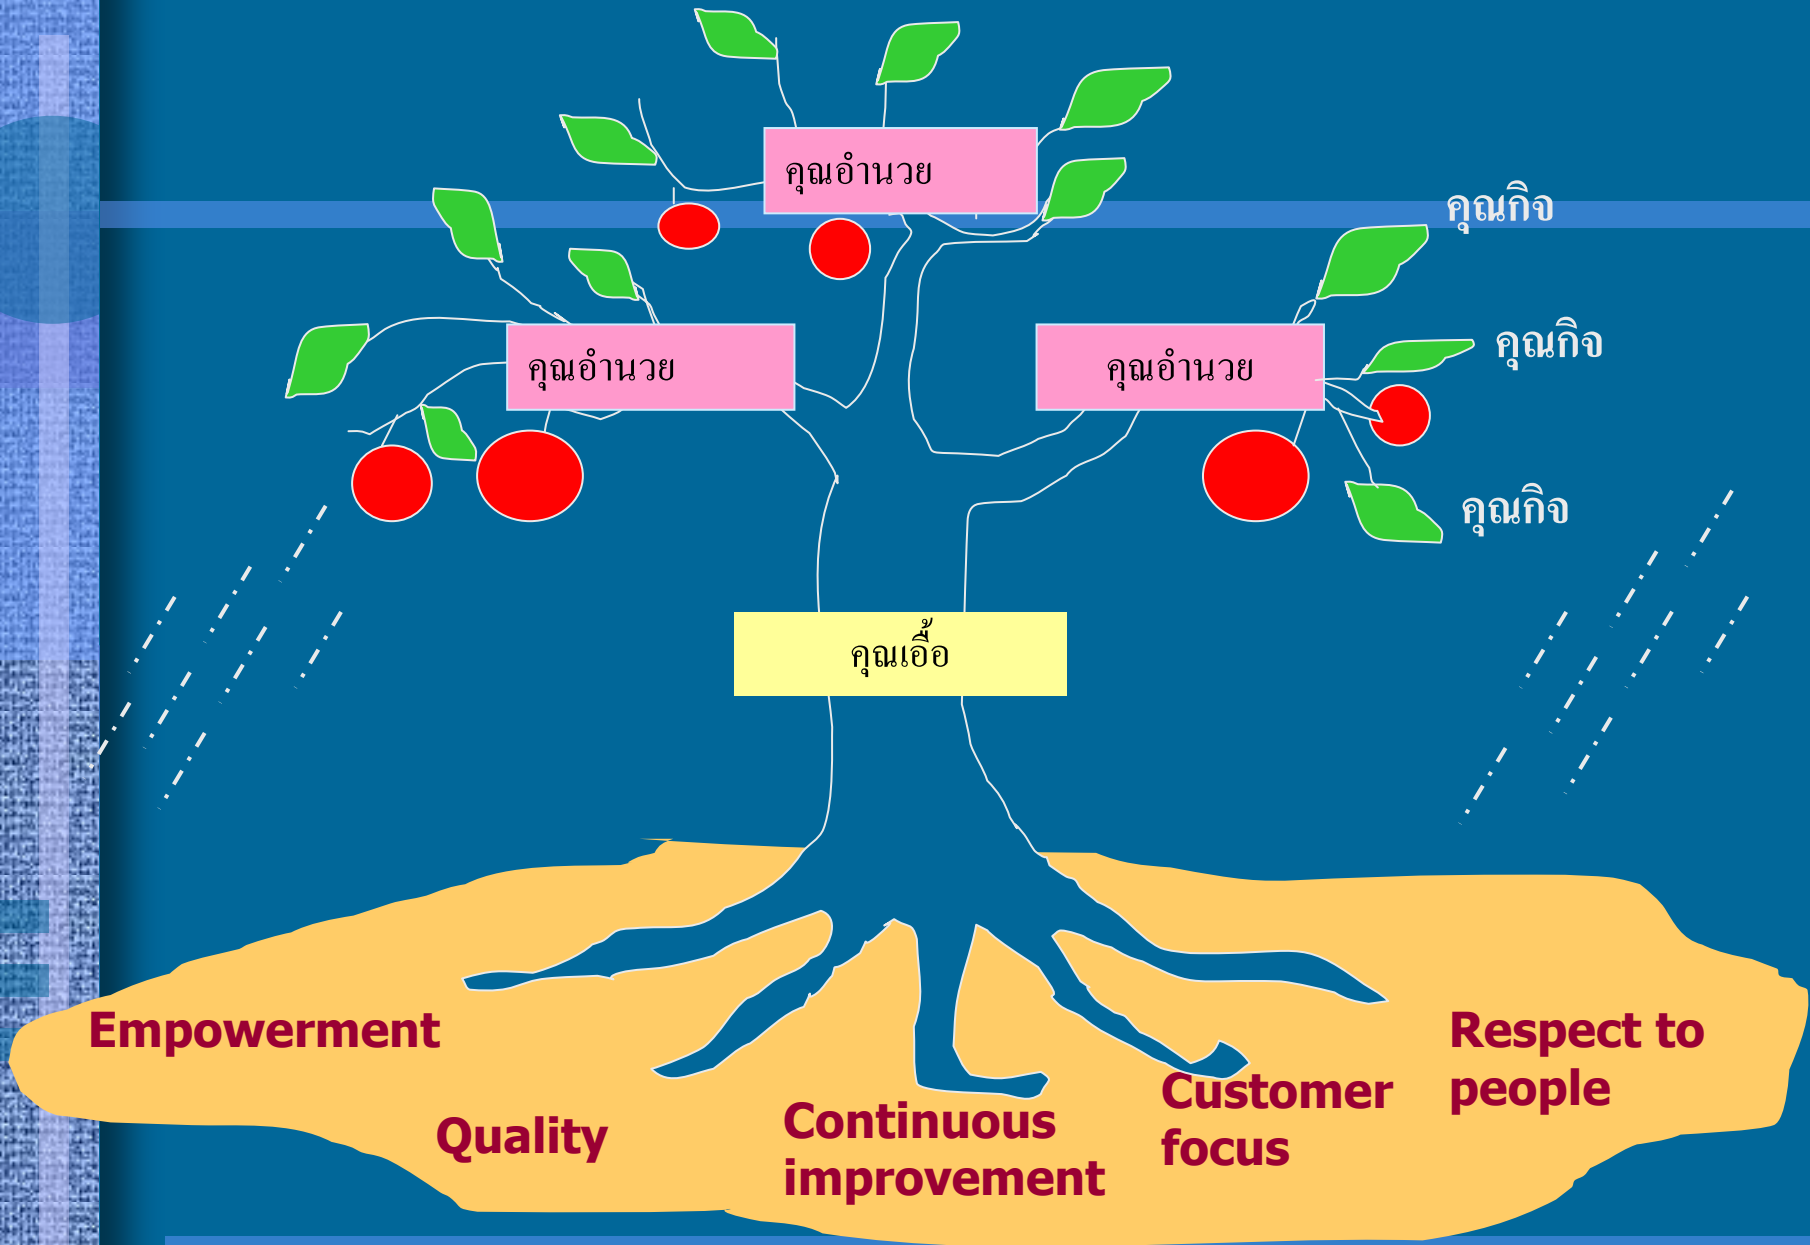 คุณอำนวย
คุณกิจ
คุณอำนวย
คุณอำนวย
คุณกิจ
คุณกิจ
คุณเอื้อ
Empowerment
Quality
Continuous
improvement
Customer
focus
Respect to
people